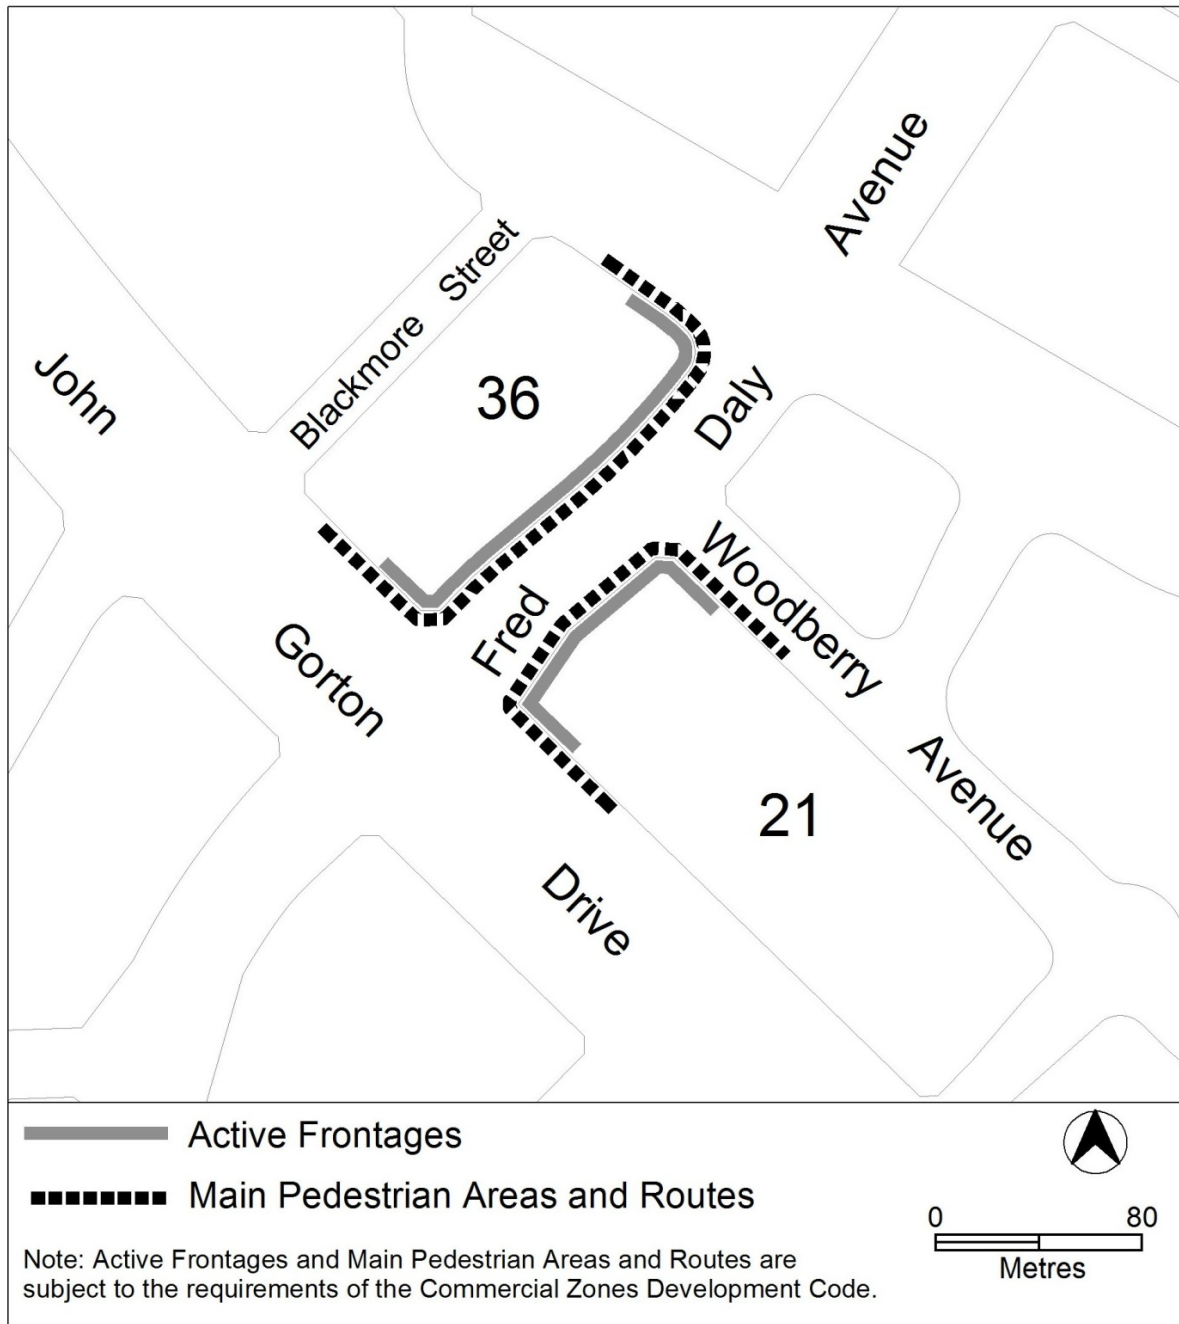 Avenue
Blackmore Street
John
36
Daly
Woodberry
Fred
Gorton
Avenue
21
Drive
Active Frontages
Main Pedestrian Areas and Routes
0 80
Metres
Note: Active Frontages and Main Pedestrian Areas and Routes are
subject to the requirements of the Commercial Zones Development Code.